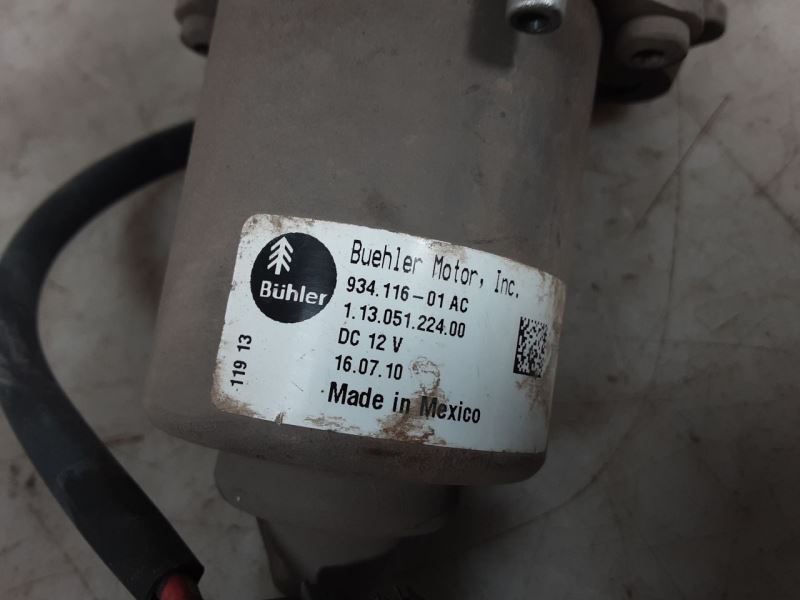 Bühler
Buehler Motor, Inc.
934.116-01 AC
1.13.051.224.00
DC 12 V
16.07.10
Made in Mexico
119 13